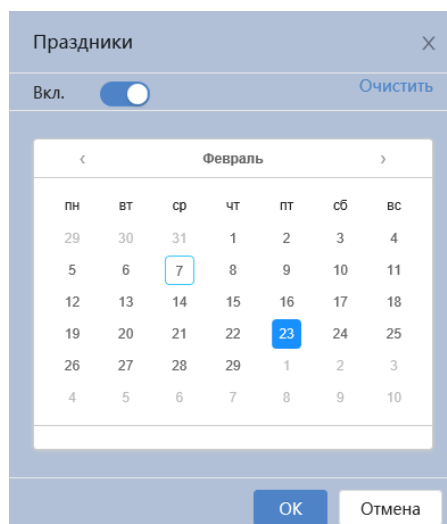 Праздники
Вкл. Очистить
Февраль
пн вт ср чт пт сб вс
29 30 31 1 2 3 4
5 6 7 8 9 10 11
12 13 14 15 16 17 18
19 20 21 22 23 24 25
26 27 28 29 1 2 3
4 5 6 7 8 9 10
OK Отмена